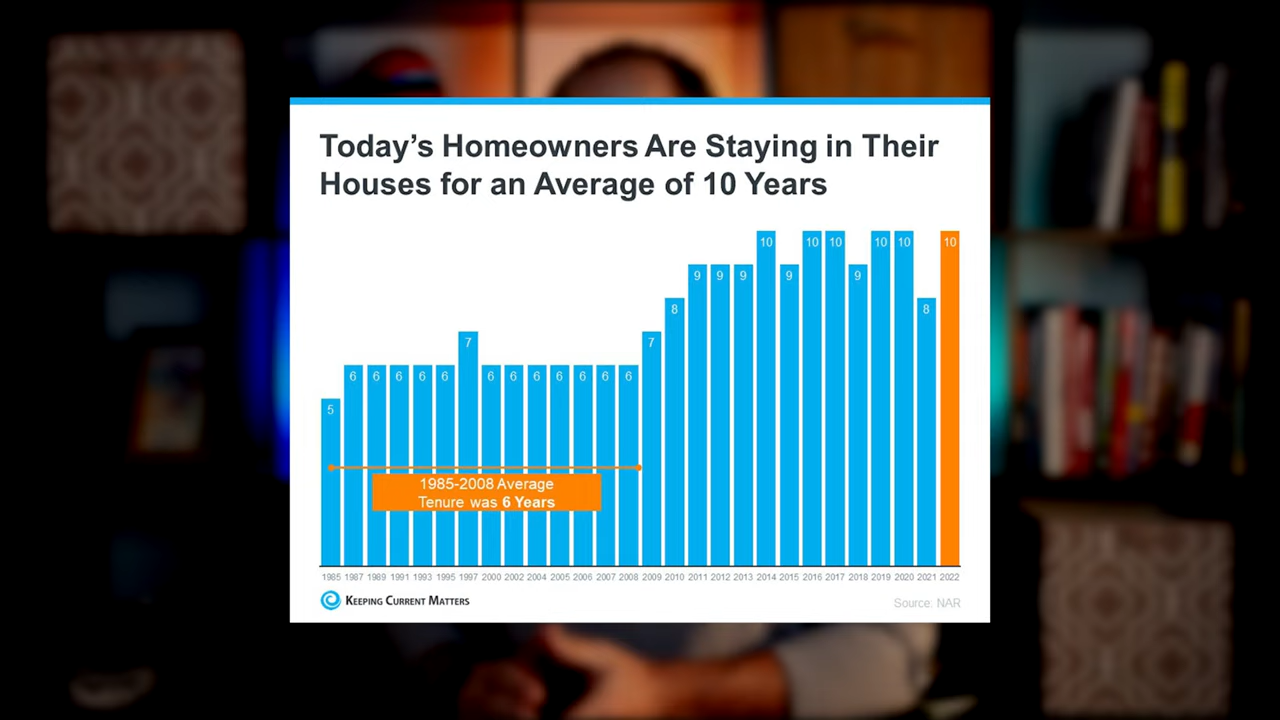 Today's Homeowners Are Staying in Their
Houses for an Average of 10 Years
5 6 6 6 6 6 7 6 6 6 6 6 6 6 7 8 9 9 9 10 9 10 10 9 10 10 8 10
1985-2008 Average
Tenure was 6 Years
1985 1987 1989 1991 1993 1995 1997 2000 2002 2004 2005 2006 2007 2008 2009 2010 2011 2012 2013 2014 2015 2016 2017 2018 2019 2020 2021 2022
KEEPING CURRENT MATTERS
Source: NAR